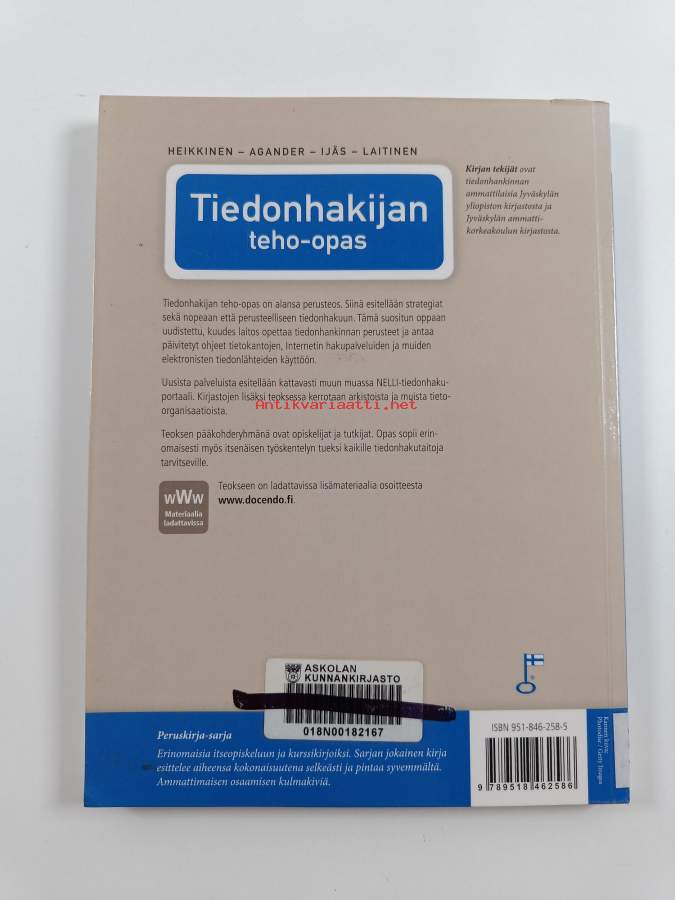 HEIKKINEN – AGANDER – IJÄS – LAITINEN
Tiedonhakijan
teho-opas
Kirjan tekijät ovat
tiedonhankinnan
ammattilaisia Jyväskylän
yliopiston kirjastosta ja
Jyväskylän ammatti-
korkeakoulun kirjastosta.
Tiedonhakijan teho-opas on alansa perusteos. Siinä esitellään strategiat
sekä nopeaan että perusteelliseen tiedonhakuun. Tämä suositun oppaan
uudistettu, kuudes laitos opettaa tiedonhankinnan perusteet ja antaa
päivitetyt ohjeet tietokantojen, Internetin hakupalveluiden ja muiden
elektronisten tiedonlähteiden käyttöön.
Uusista palveluista esitellään kattavasti muun muassa NELLI-tiedonhaku-
portaali. Kirjastojen lisäksi teoksessa kerrotaan arkistoista ja muista tieto-
organisaatioista.
Antikvariaatti.net
Teoksen pääkohderyhmänä ovat opiskelijat ja tutkijat. Opas sopii erin-
omaisesti myös itsenäisen työskentelyn tueksi kaikille tiedonhakutaitoja
tarvitseville.
wWw
Materiaalia
ladattavissa
Teokseen on ladattavissa lisämateriaalia osoitteesta
www.docendo.fi.
ASKOLAN
KUNNANKIRJASTO
018N00182167
Peruskirja-sarja
Erinomaisia itseopiskeluun ja kurssikirjoiksi. Sarjan jokainen kirja
esittelee aiheensa kokonaisuutena selkeästi ja pintaa syvemmältä.
Ammattimaisen osaamisen kulmakiviä.
ISBN 951-846-258-5
9 789518 462586
Kannen kuva:
Photodisc / Getty Images